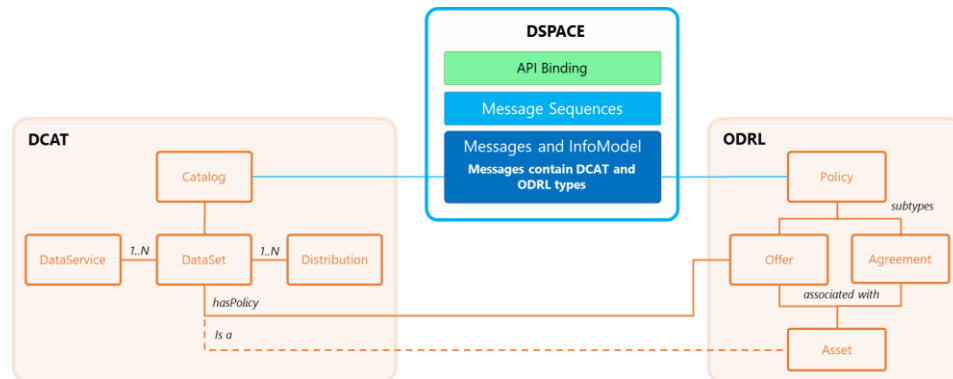 DSPACE
API Binding
Message Sequences
Messages and InfoModel
Messages contain DCAT and
ODRL types
DCAT
Catalog
DataService
1..N
DataSet
1..N
Distribution
hasPolicy
Is a
ODRL
Policy
subtypes
Offer
Agreement
associated with
Asset